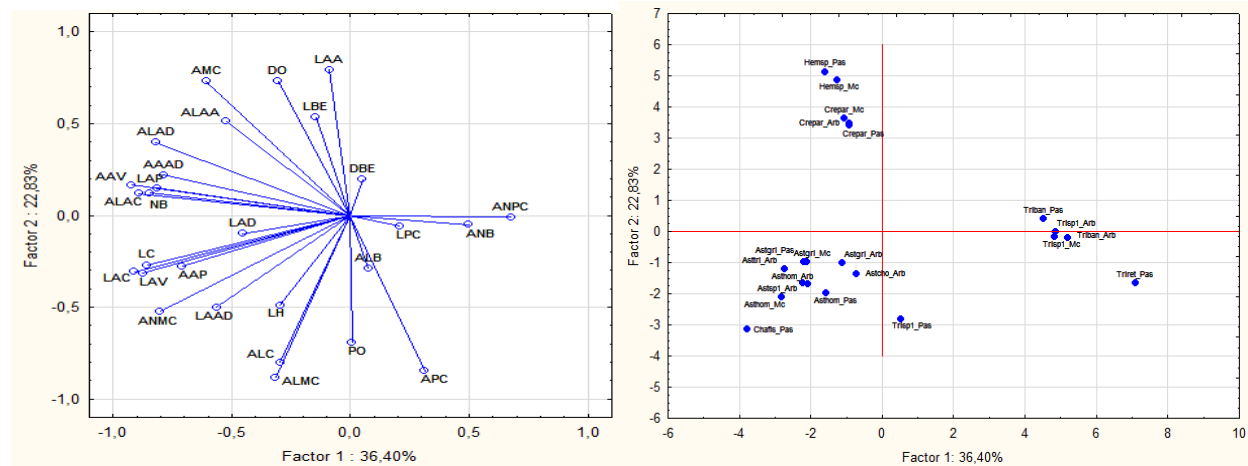 1,0
0,5
0,0
-0,5
-1,0
Factor 2 : 22,83%
AMC
DO
LAA
LBE
ALAA
ALAD
AAAD
DBE
AAV
LAP
ALAC
NB
ANPC
LAD
LPC
ANB
LC
ALB
LAC
LAV
AAP
ANMC
LAAD
LH
PO
ALC
ALMC
APC
-1,0
-0,5
0,0
0,5
1,0
Factor 1 : 36,40%
7
6
5
4
3
2
1
0
-1
-2
-3
-4
-5
-6
Factor 2: 22,83%
Hemsp_Pas
Hemsp_Mc
Crepar_Mc
Crepar_Arb
Crepar_Pas
Triban_Pas
Trisp1_Arb
Triban_Arb
Trisp1_Mc
Astgri_Pas
Astgri_Mc
Astgri_Arb
Asttri_Arb
Astcho_Arb
Asthom_Arb
Triret_Pas
Astsp1_Arb
Asthom_Mc
Asthom_Pas
Chafis_Pas
Trisp1_Pas
-6
-4
-2
0
2
4
6
8
10
Factor 1: 36,40%